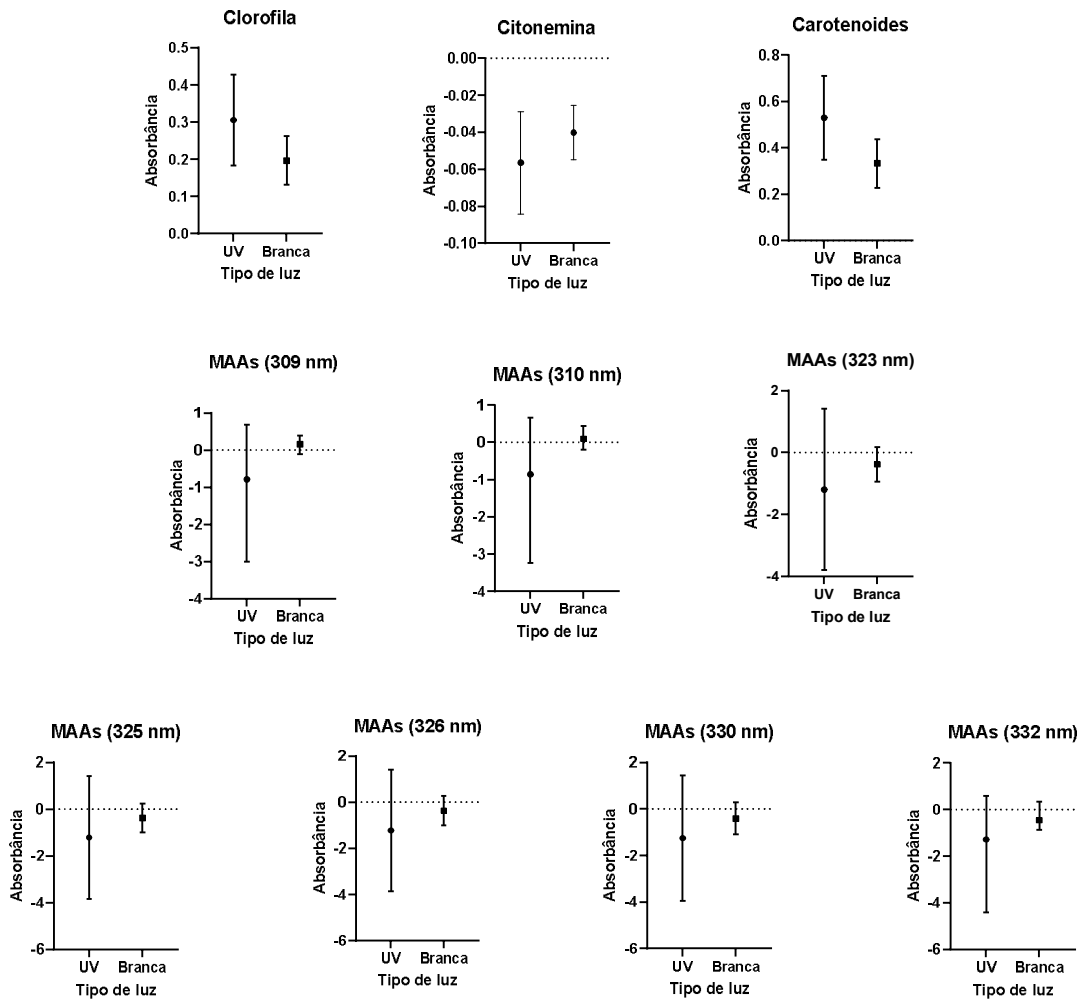 Clorofila
Absorbância
0.5
0.4
0.3
0.2
0.1
0.0
UV Branca
Tipo de luz
Citonemina
Absorbância
0.00
-0.02
-0.04
-0.06
-0.08
-0.10
UV Branca
Tipo de luz
Carotenoides
Absorbância
0.8
0.6
0.4
0.2
0.0
UV Branca
Tipo de luz
MAAs (309 nm)
Absorbância
1
0
-1
-2
-3
-4
UV Branca
Tipo de luz
MAAs (310 nm)
Absorbância
1
0
-1
-2
-3
-4
UV Branca
Tipo de luz
MAAs (323 nm)
Absorbância
2
0
-2
-4
UV Branca
Tipo de luz
MAAs (325 nm)
Absorbância
2
0
-2
-4
-6
UV Branca
Tipo de luz
MAAs (326 nm)
Absorbância
2
0
-2
-4
-6
UV Branca
Tipo de luz
MAAs (330 nm)
Absorbância
2
0
-2
-4
-6
UV Branca
Tipo de luz
MAAs (332 nm)
Absorbância
2
0
-2
-4
-6
UV Branca
Tipo de luz